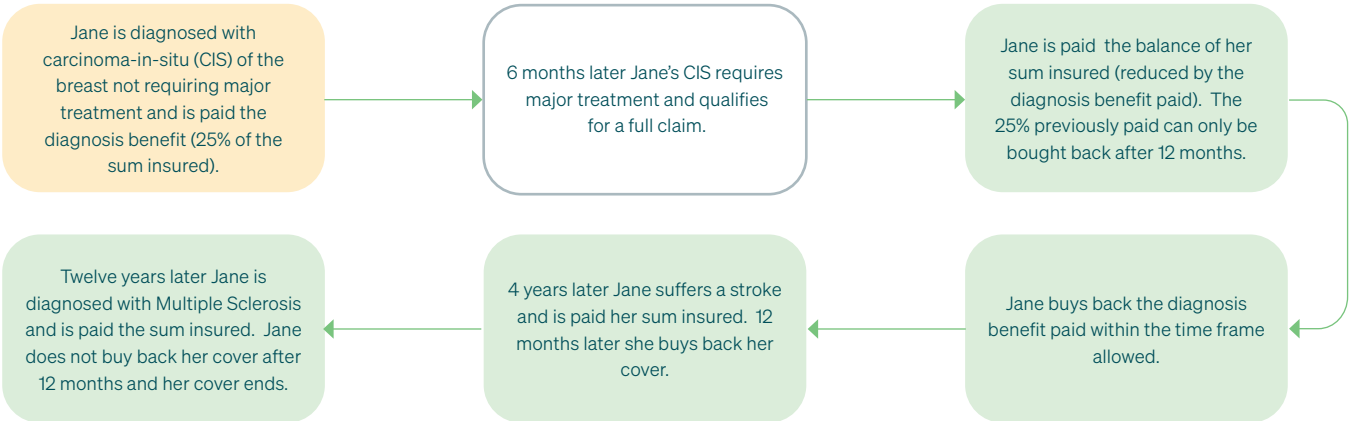 Jane is diagnosed with
carcinoma-in-situ (CIS) of the
breast not requiring major
treatment and is paid the
diagnosis benefit (25% of the
sum insured).
6 months later Jane’s CIS requires
major treatment and qualifies
for a full claim.
Jane is paid  the balance of her
sum insured (reduced by the
diagnosis benefit paid).  The
25% previously paid can only be
bought back after 12 months.
Jane buys back the diagnosis
benefit paid within the time frame
allowed.
4 years later Jane suffers a stroke
and is paid her sum insured.  12
months later she buys back her
cover.
Twelve years later Jane is
diagnosed with Multiple Sclerosis
and is paid the sum insured.  Jane
does not buy back her cover after
12 months and her cover ends.